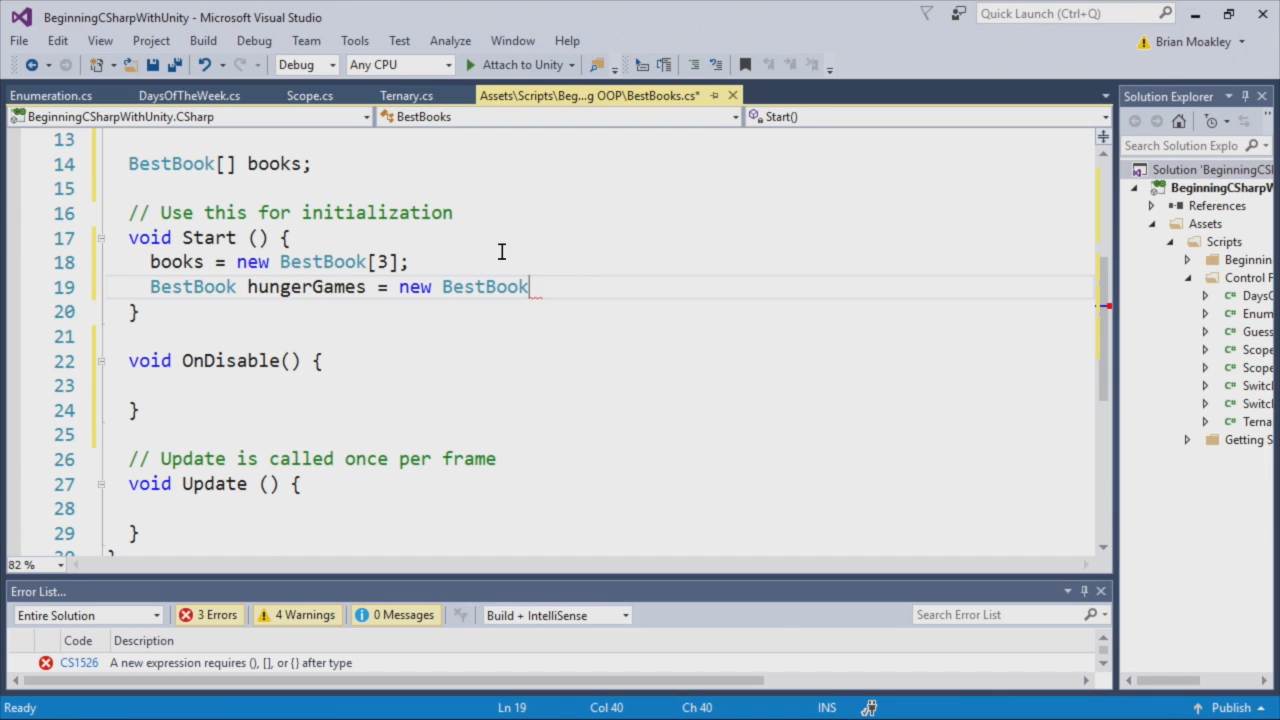 BeginningCSharpWithUnity - Microsoft Visual Studio
Quick Launch (Ctrl+Q)
File Edit View Project Build Debug Team Tools Test Analyze Window Help
Brian Moakley
Debug Any CPU Attach to Unity
Enumeration.cs DaysOfTheWeek.cs Scope.cs Ternary.cs Assets\Scripts\Beg...g OOP\BestBooks.cs*
BeginningCSharpWithUnity.CSharp BestBooks Start()
13
14 BestBook[] books;
15
16 // Use this for initialization
17 void Start () {
18 books = new BestBook[3];
19 BestBook hungerGames = new BestBook
20 }
21
22 void OnDisable() {
23
24 }
25
26 // Update is called once per frame
27 void Update () {
28
29 }
30 }
82 %
Solution Explorer
Search Solution Explo
Solution 'BeginningCS
BeginningCSharpW
References
Assets
Scripts
Beginnin
Control F
DaysO
Enum
Gues
Scope
Scope
Switc
Switc
Terna
Getting S
Error List...
Entire Solution 3 Errors 4 Warnings 0 Messages Build + IntelliSense Search Error List
Code Description
CS1526 A new expression requires (), [], or {} after type
Ready Ln 19 Col 40 Ch 40 INS Publish